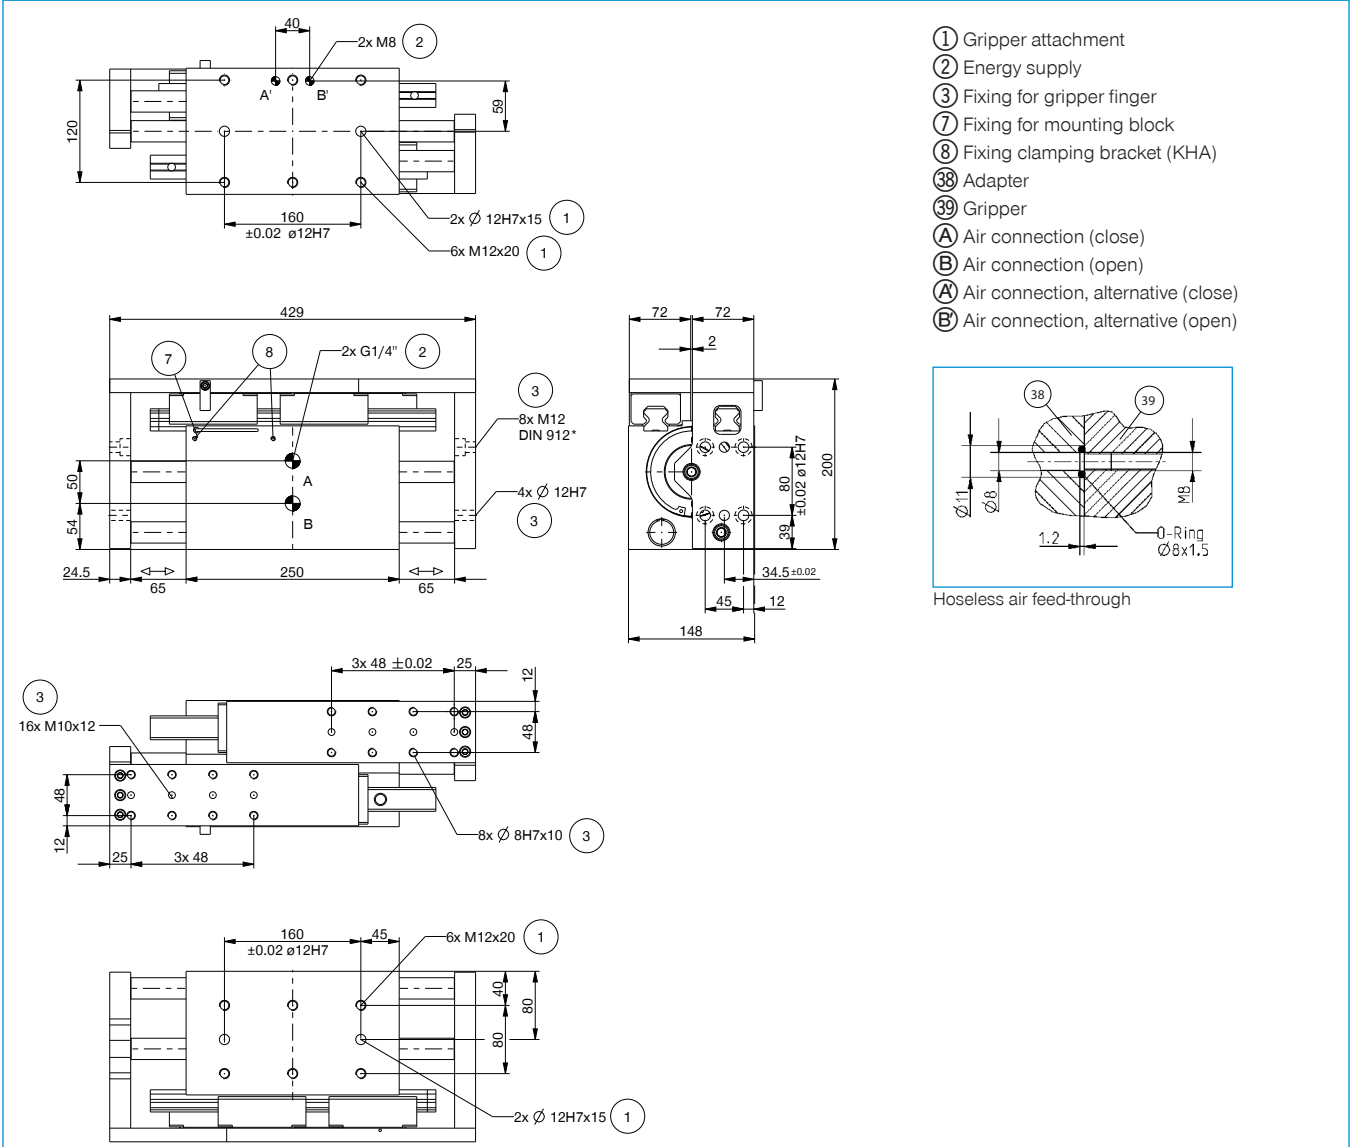 40
2x M8 2
A' B'
120
59
160
±0.02 ø12H7
2x Ø 12H7x15 1
6x M12x20 1
1 Gripper attachment
2 Energy supply
3 Fixing for gripper finger
7 Fixing for mounting block
8 Fixing clamping bracket (KHA)
38 Adapter
39 Gripper
A Air connection (close)
B Air connection (open)
A' Air connection, alternative (close)
B' Air connection, alternative (open)
429
7
8
2x G1/4" 2
3
8x M12
DIN 912*
A
B
50
54
4x Ø 12H7
3
24.5
65
250
65
72
72
2
80
±0.02 ø12H7
200
39
34.5±0.02
45
12
148
38
39
Ø11
Ø8
M8
1.2
O-Ring
Ø8x1.5
Hoseless air feed-through
3x 48 ±0.02
25
12
48
3
16x M10x12
48
12
25
3x 48
8x Ø 8H7x10 3
160
±0.02 ø12H7
45
6x M12x20 1
40
80
80
2x Ø 12H7x15 1